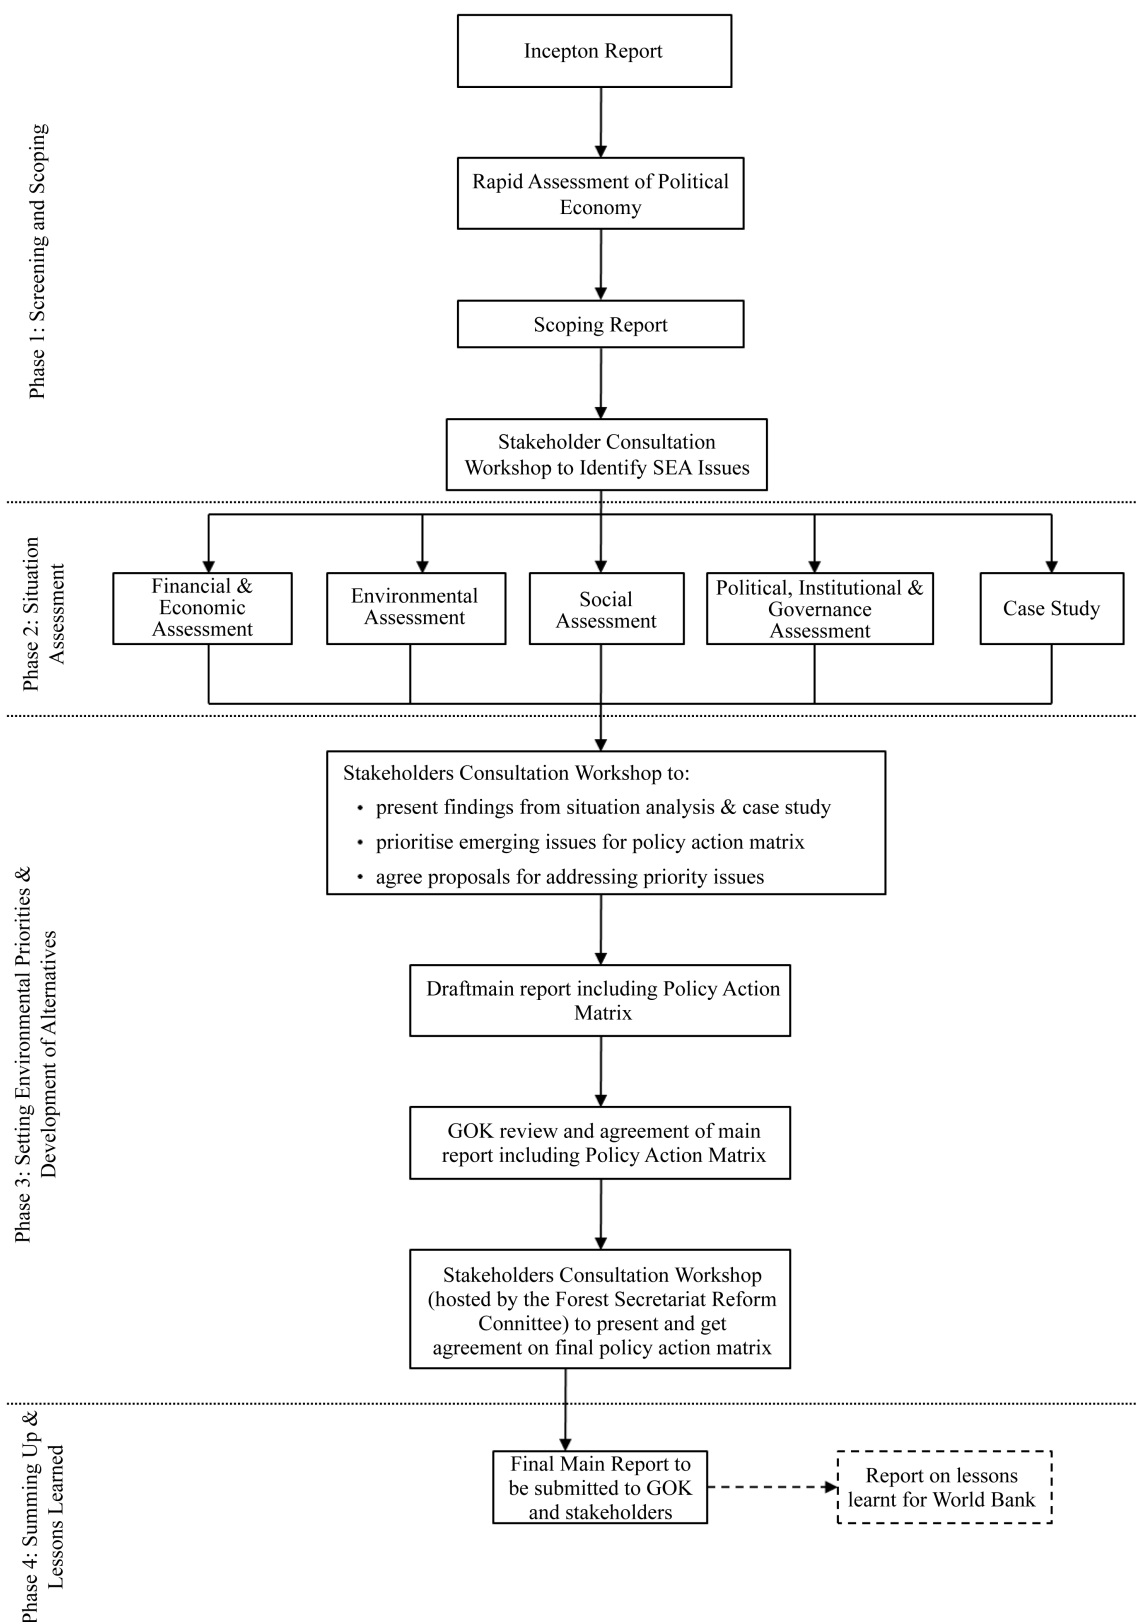 Phase 1: Screening and Scoping
Incepton Report
Rapid Assessment of Political
Economy
Scoping Report
Stakeholder Consultation
Workshop to Identify SEA Issues
Phase 2: Situation
Assessment
Financial &
Economic
Assessment
Environmental
Assessment
Social
Assessment
Political, Institutional &
Governance
Assessment
Case Study
Phase 3: Setting Environmental Priorities &
Development of Alternatives
Stakeholders Consultation Workshop to:
• present findings from situation analysis & case study
• prioritise emerging issues for policy action matrix
• agree proposals for addressing priority issues
Draftmain report including Policy Action
Matrix
GOK review and agreement of main
report including Policy Action Matrix
Stakeholders Consultation Workshop
(hosted by the Forest Secretariat Reform
Connittee) to present and get
agreement on final policy action matrix
Phase 4: Summing Up &
Lessons Learned
Final Main Report to
be submitted to GOK
and stakeholders
Report on lessons
learnt for World Bank